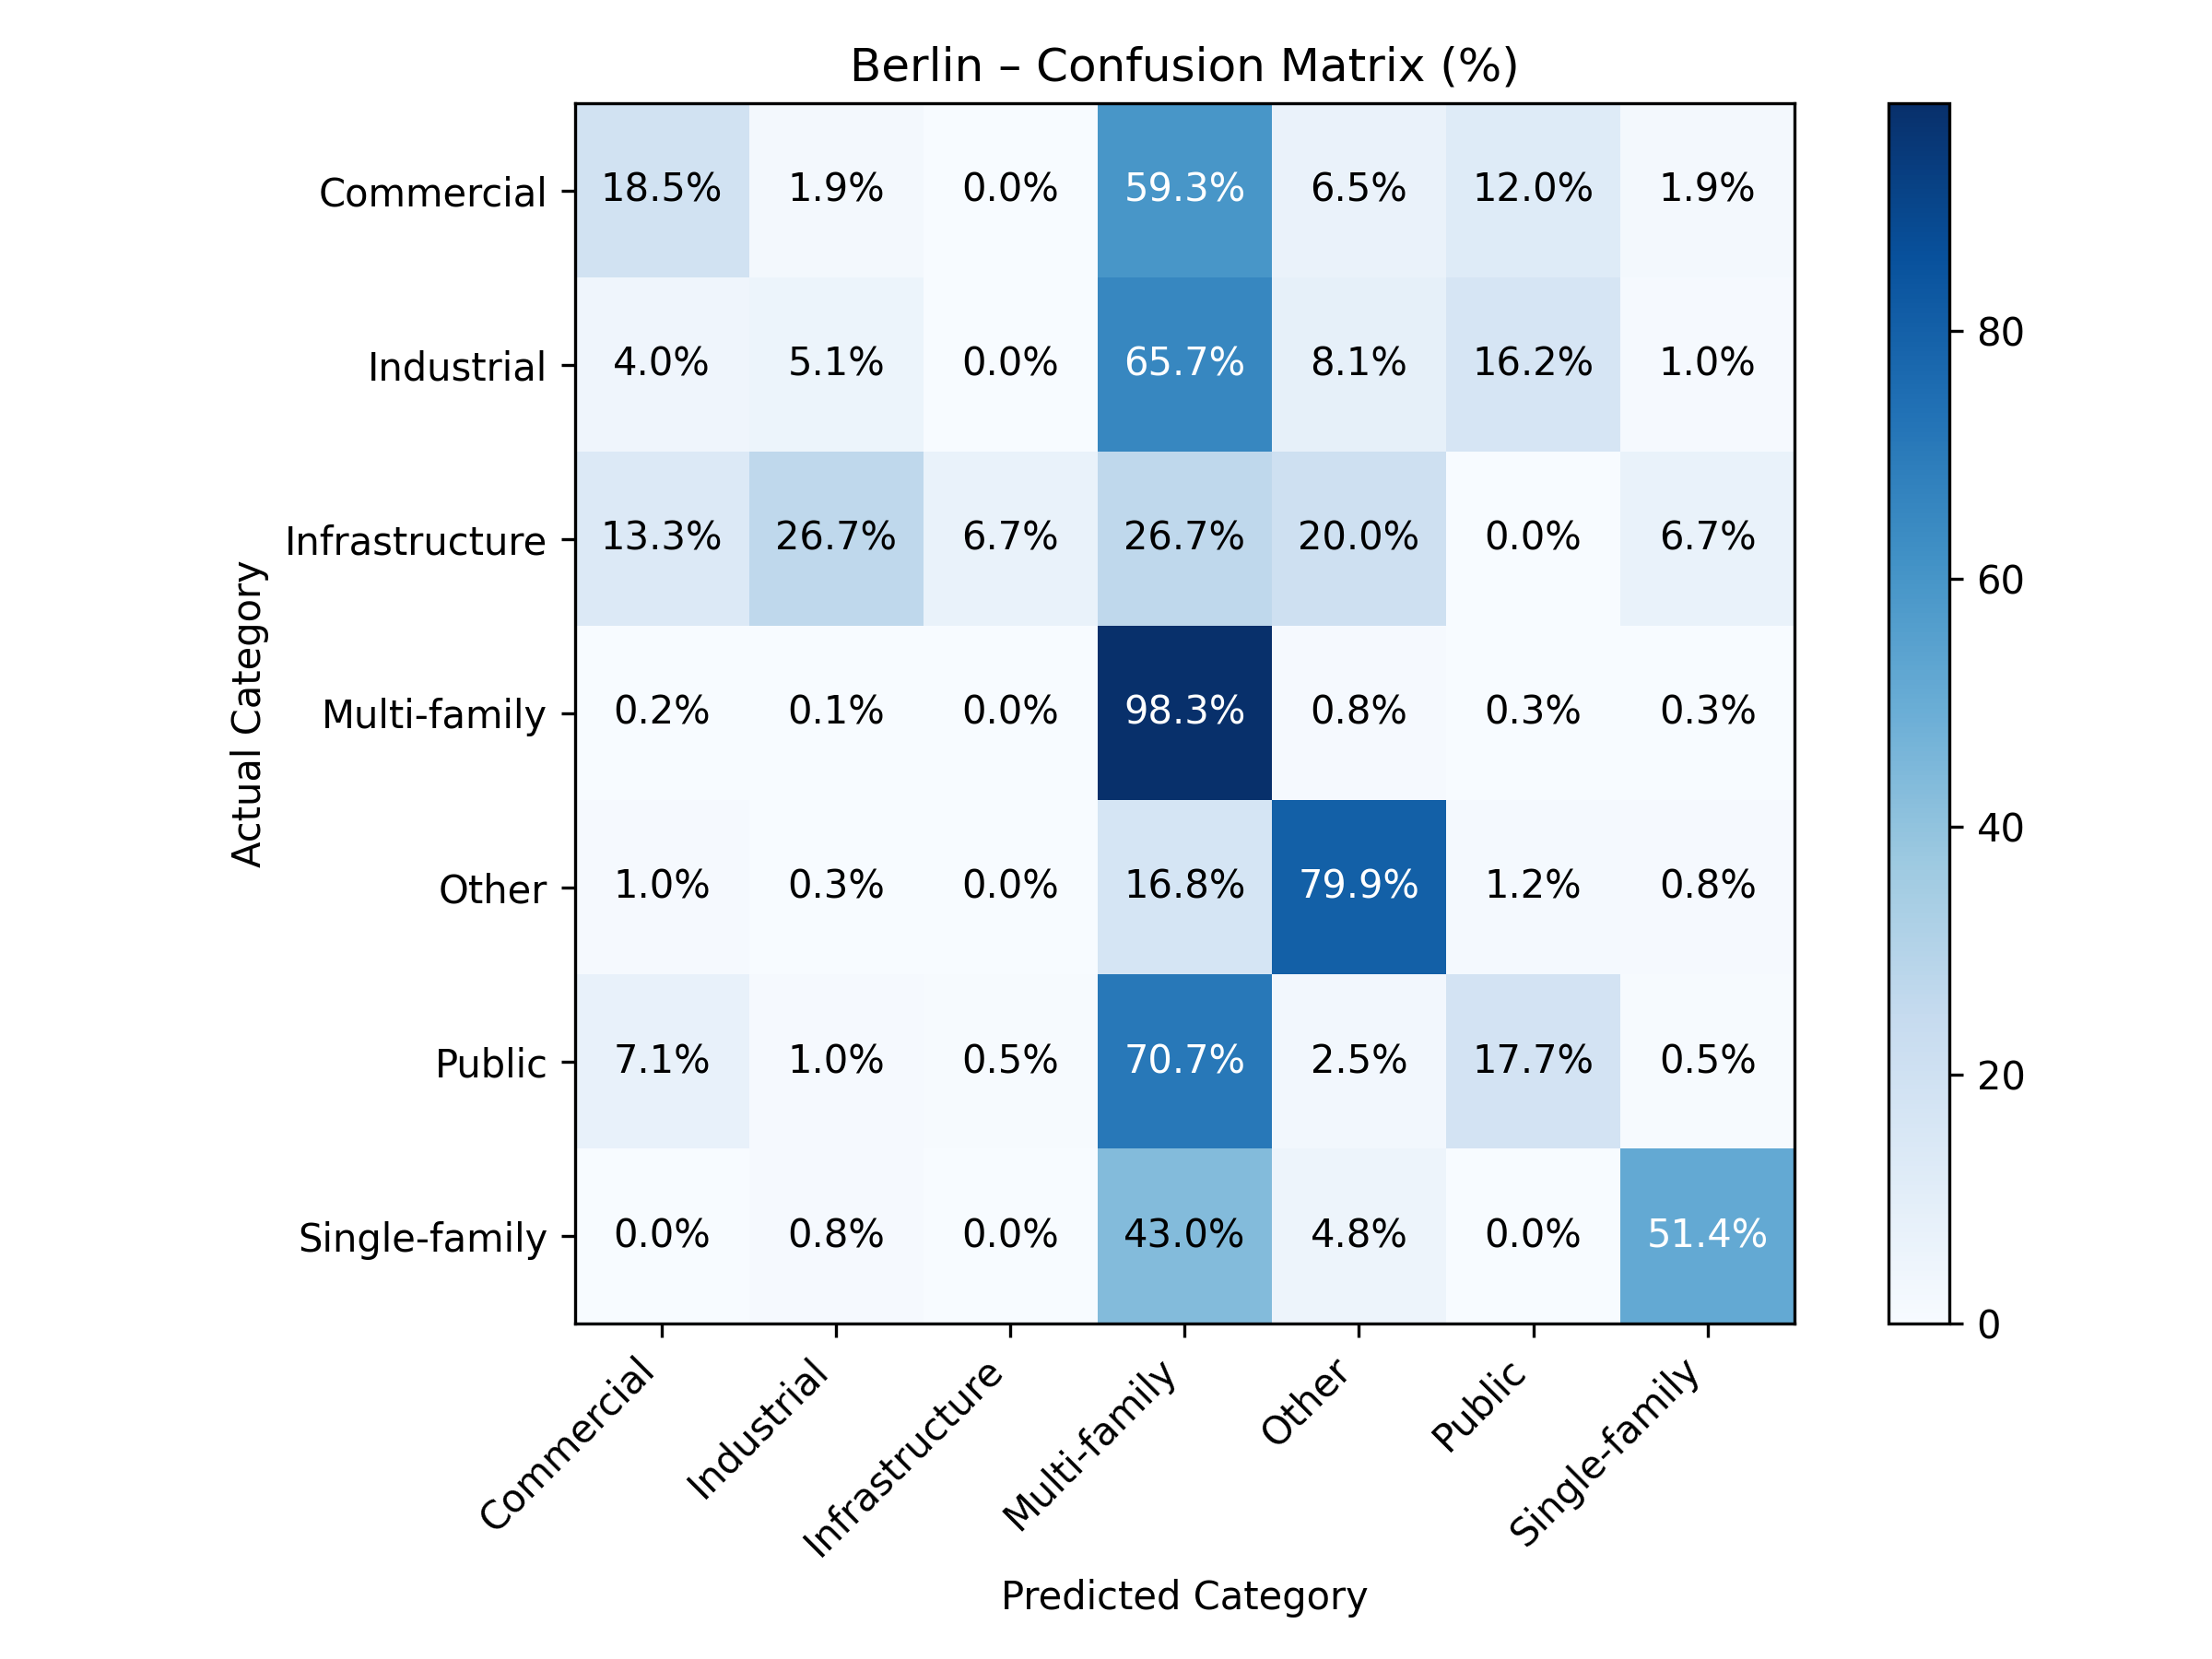 Berlin – Confusion Matrix (%)
Commercial 18.5% 1.9% 0.0% 59.3% 6.5% 12.0% 1.9%
Industrial 4.0% 5.1% 0.0% 65.7% 8.1% 16.2% 1.0%
Infrastructure 13.3% 26.7% 6.7% 26.7% 20.0% 0.0% 6.7%
Multi-family 0.2% 0.1% 0.0% 98.3% 0.8% 0.3% 0.3%
Other 1.0% 0.3% 0.0% 16.8% 79.9% 1.2% 0.8%
Public 7.1% 1.0% 0.5% 70.7% 2.5% 17.7% 0.5%
Single-family 0.0% 0.8% 0.0% 43.0% 4.8% 0.0% 51.4%
Actual Category
Commercial
Industrial
Infrastructure
Multi-family
Other
Public
Single-family
Predicted Category
80
60
40
20
0